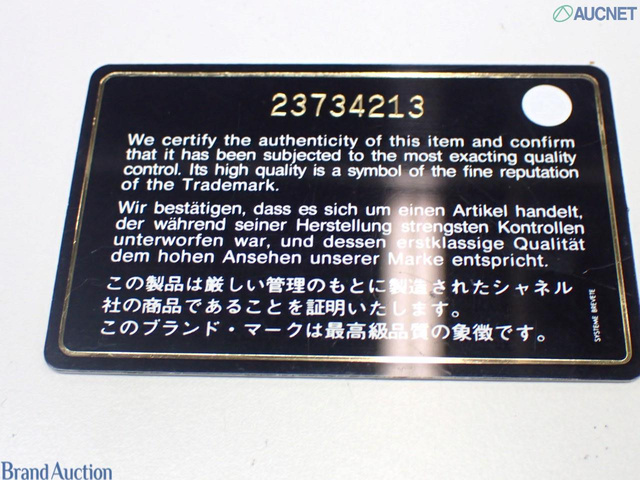 AUCNET
23734213
We certify the authenticity of this item and confirm
that it has been subjected to the most exacting quality
control. Its high quality is a symbol of the fine reputation
of the Trademark.
Wir bestätigen, dass es sich um einen Artikel handelt,
der während seiner Herstellung strengsten Kontrollen
unterworfen war, und dessen erstklassige Qualität
dem hohen Ansehen unserer Marke entspricht.
この製品は厳しい管理のもとに製造されたシャネル
社の商品であることを証明いたします。
このブランド・マークは最高級品質の象徴です。
SYSTEME BREVETE
Brand Auction